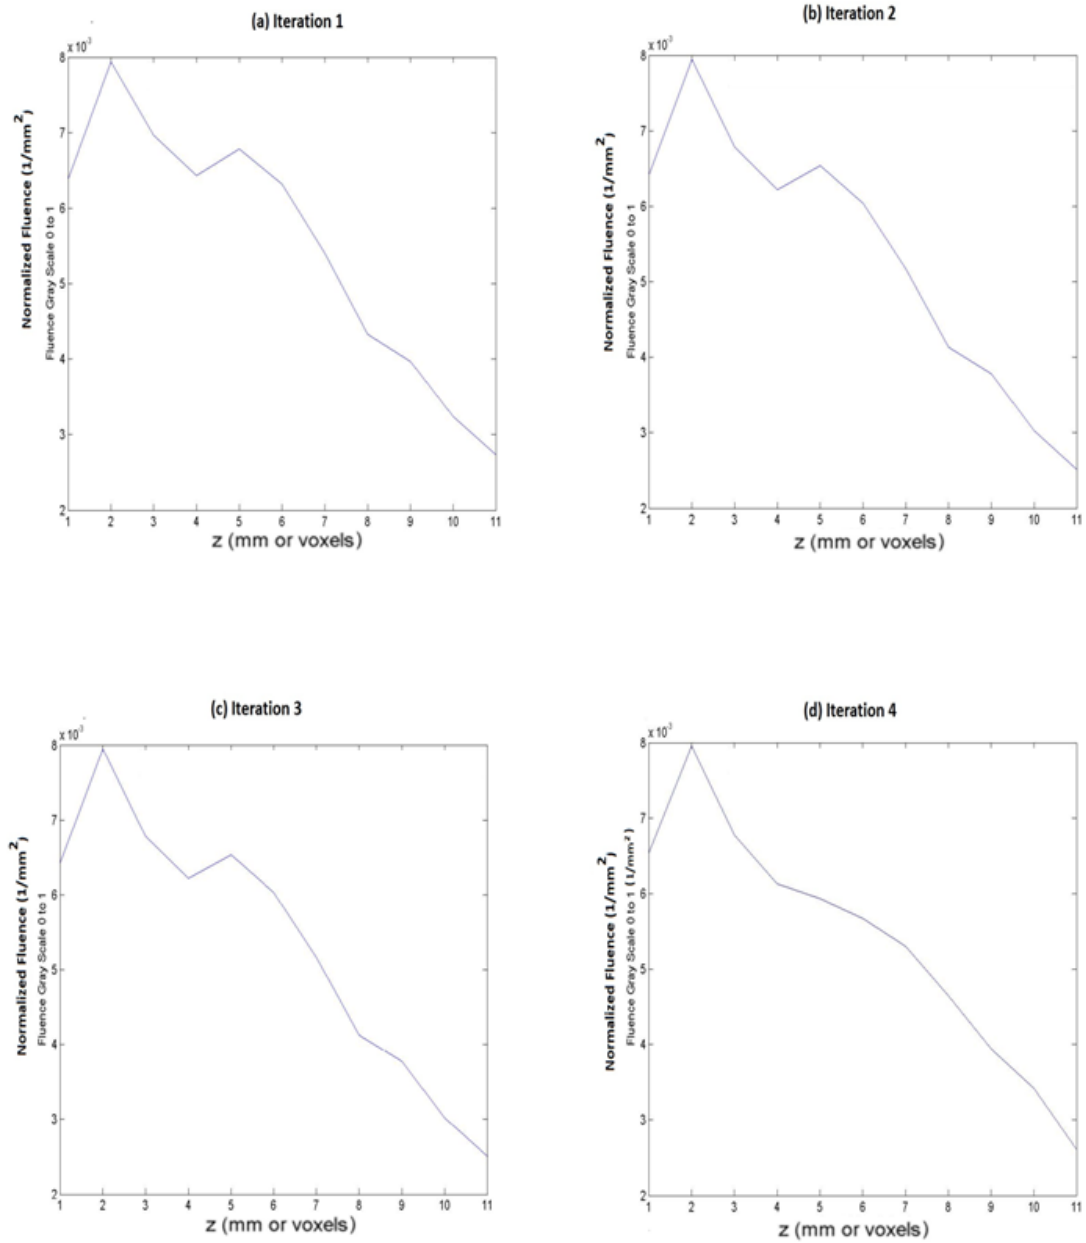 (a) Iteration 1
x 10^-3
8
7
6
5
4
3
2
Normalized Fluence (1/mm²)
Fluence Gray Scale 0 to 1
1 2 3 4 5 6 7 8 9 10 11
z (mm or voxels)
(b) Iteration 2
x 10^-3
8
7
6
5
4
3
2
Normalized Fluence (1/mm²)
Fluence Gray Scale 0 to 1
1 2 3 4 5 6 7 8 9 10 11
z (mm or voxels)
(c) Iteration 3
x 10^-3
8
7
6
5
4
3
2
Normalized Fluence (1/mm²)
Fluence Gray Scale 0 to 1
1 2 3 4 5 6 7 8 9 10 11
z (mm or voxels)
(d) Iteration 4
x 10^-3
8
7
6
5
4
3
2
Normalized Fluence (1/mm²)
Fluence Gray Scale 0 to 1 (1/mm²)
1 2 3 4 5 6 7 8 9 10 11
z (mm or voxels)